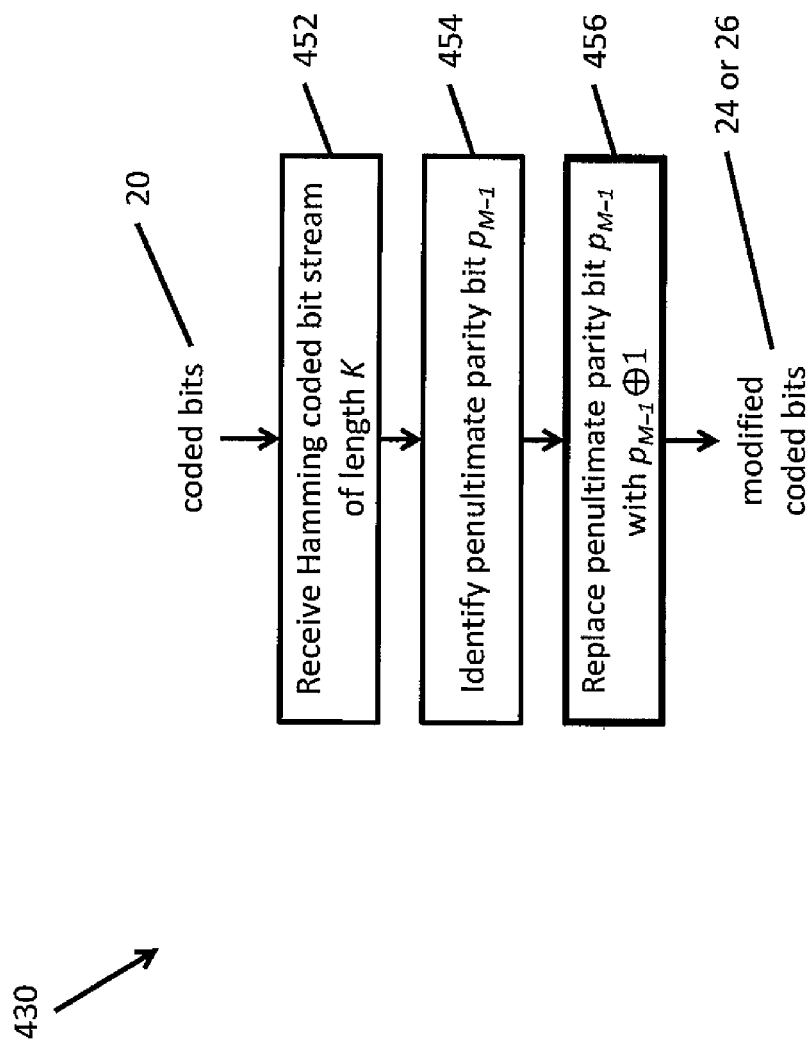 430
coded bits
20
Receive Hamming coded bit stream
of length K
452
Identify penultimate parity bit p_{M−1}
454
Replace penultimate parity bit p_{M−1}
with p_{M−1} ⊕ 1
456
modified
coded bits
24 or 26